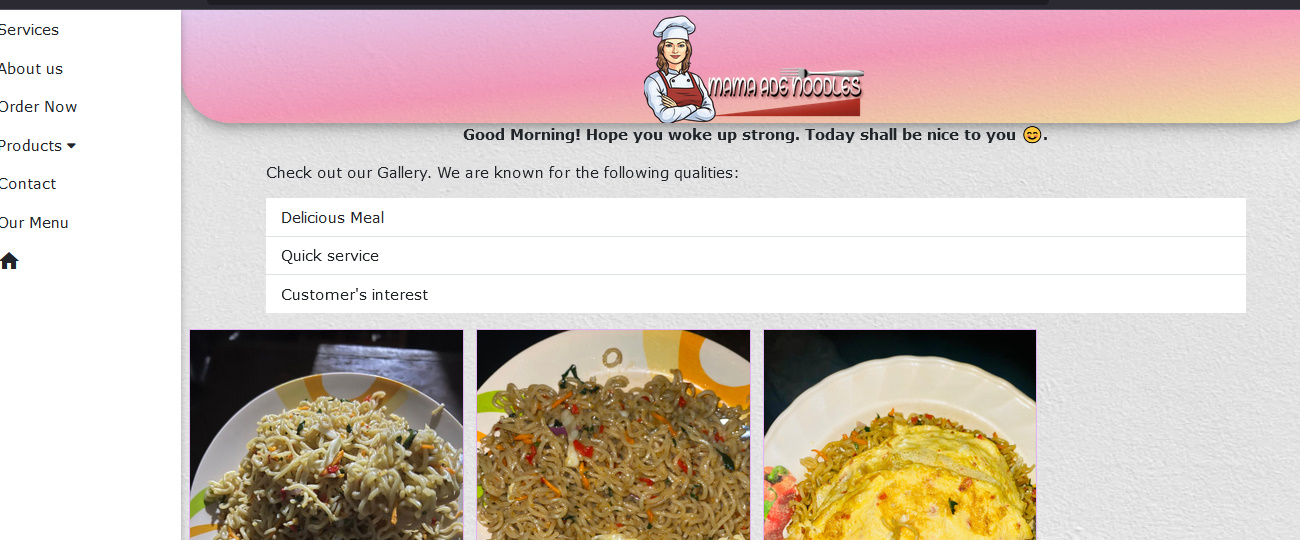 Services
About us
Order Now
Products
Contact
Our Menu
MAMA ADE NOODLES
Good Morning! Hope you woke up strong. Today shall be nice to you 😊.
Check out our Gallery. We are known for the following qualities:
Delicious Meal
Quick service
Customer's interest